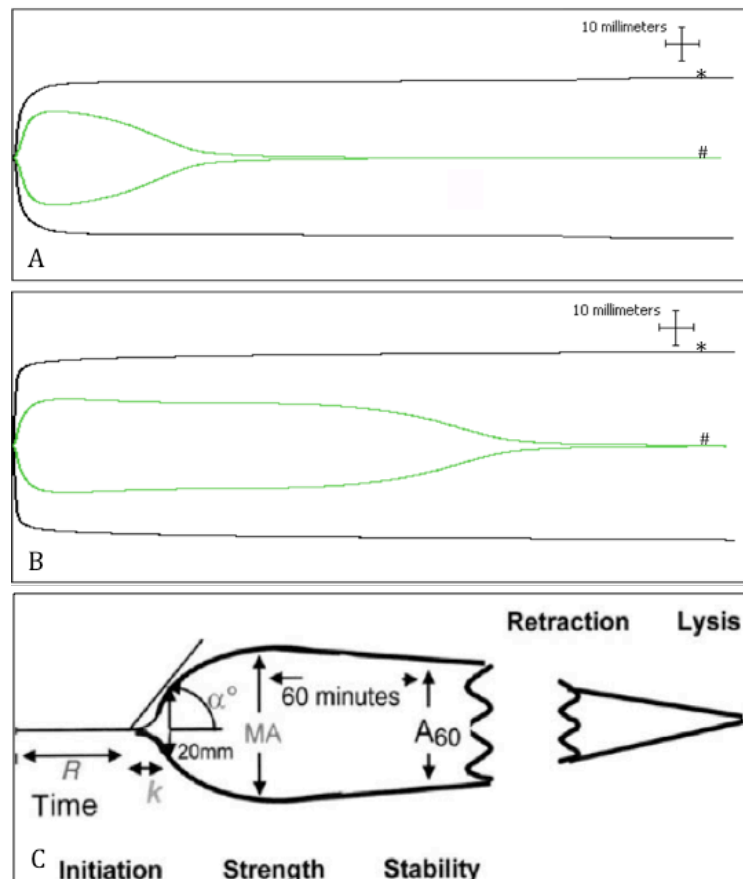 10 millimeters
*
#
A
10 millimeters
*
#
B
Retraction Lysis
α°
60 minutes
MA
A60
20mm
R
k
Time
C Initiation Strength Stability